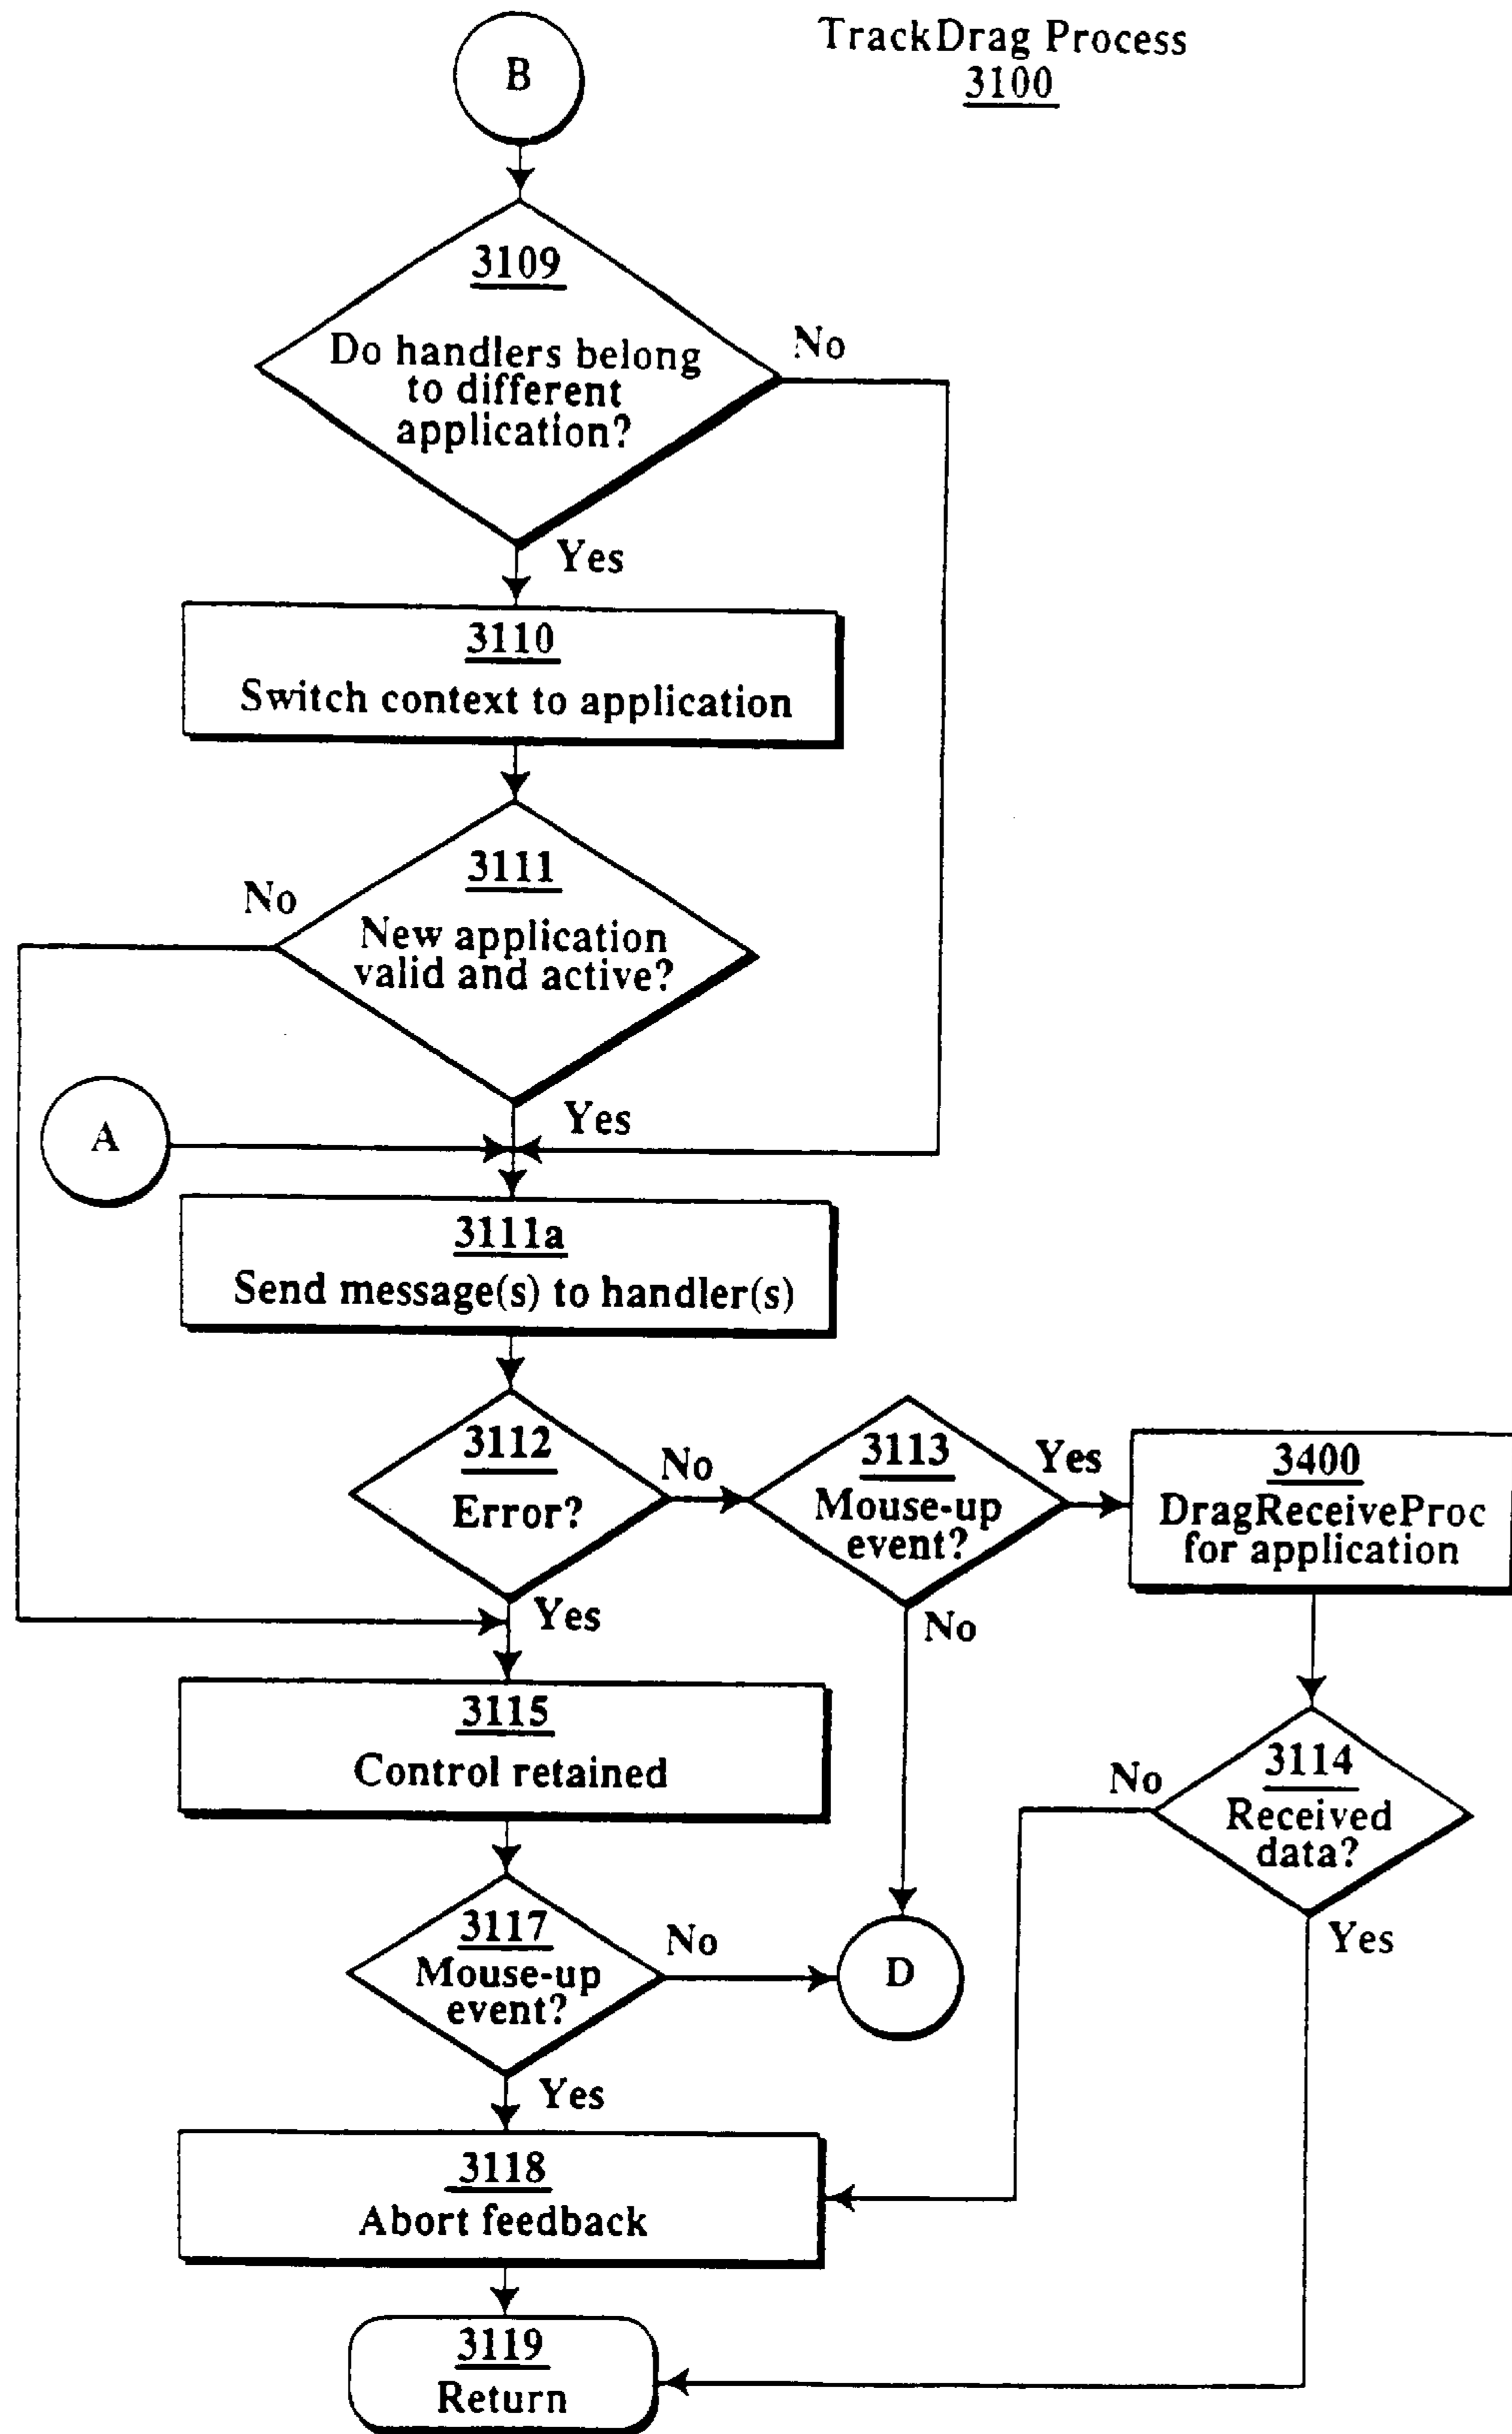 TrackDrag Process
3100
B
3109
Do handlers belong
to different
application?
No
Yes
3110
Switch context to application
3111
New application
valid and active?
No
Yes
A
3111a
Send message(s) to handler(s)
3112
Error?
No
Yes
3113
Mouse-up
event?
Yes
No
3400
DragReceiveProc
for application
3115
Control retained
3114
Received
data?
No
Yes
3117
Mouse-up
event?
No
Yes
D
3118
Abort feedback
3119
Return